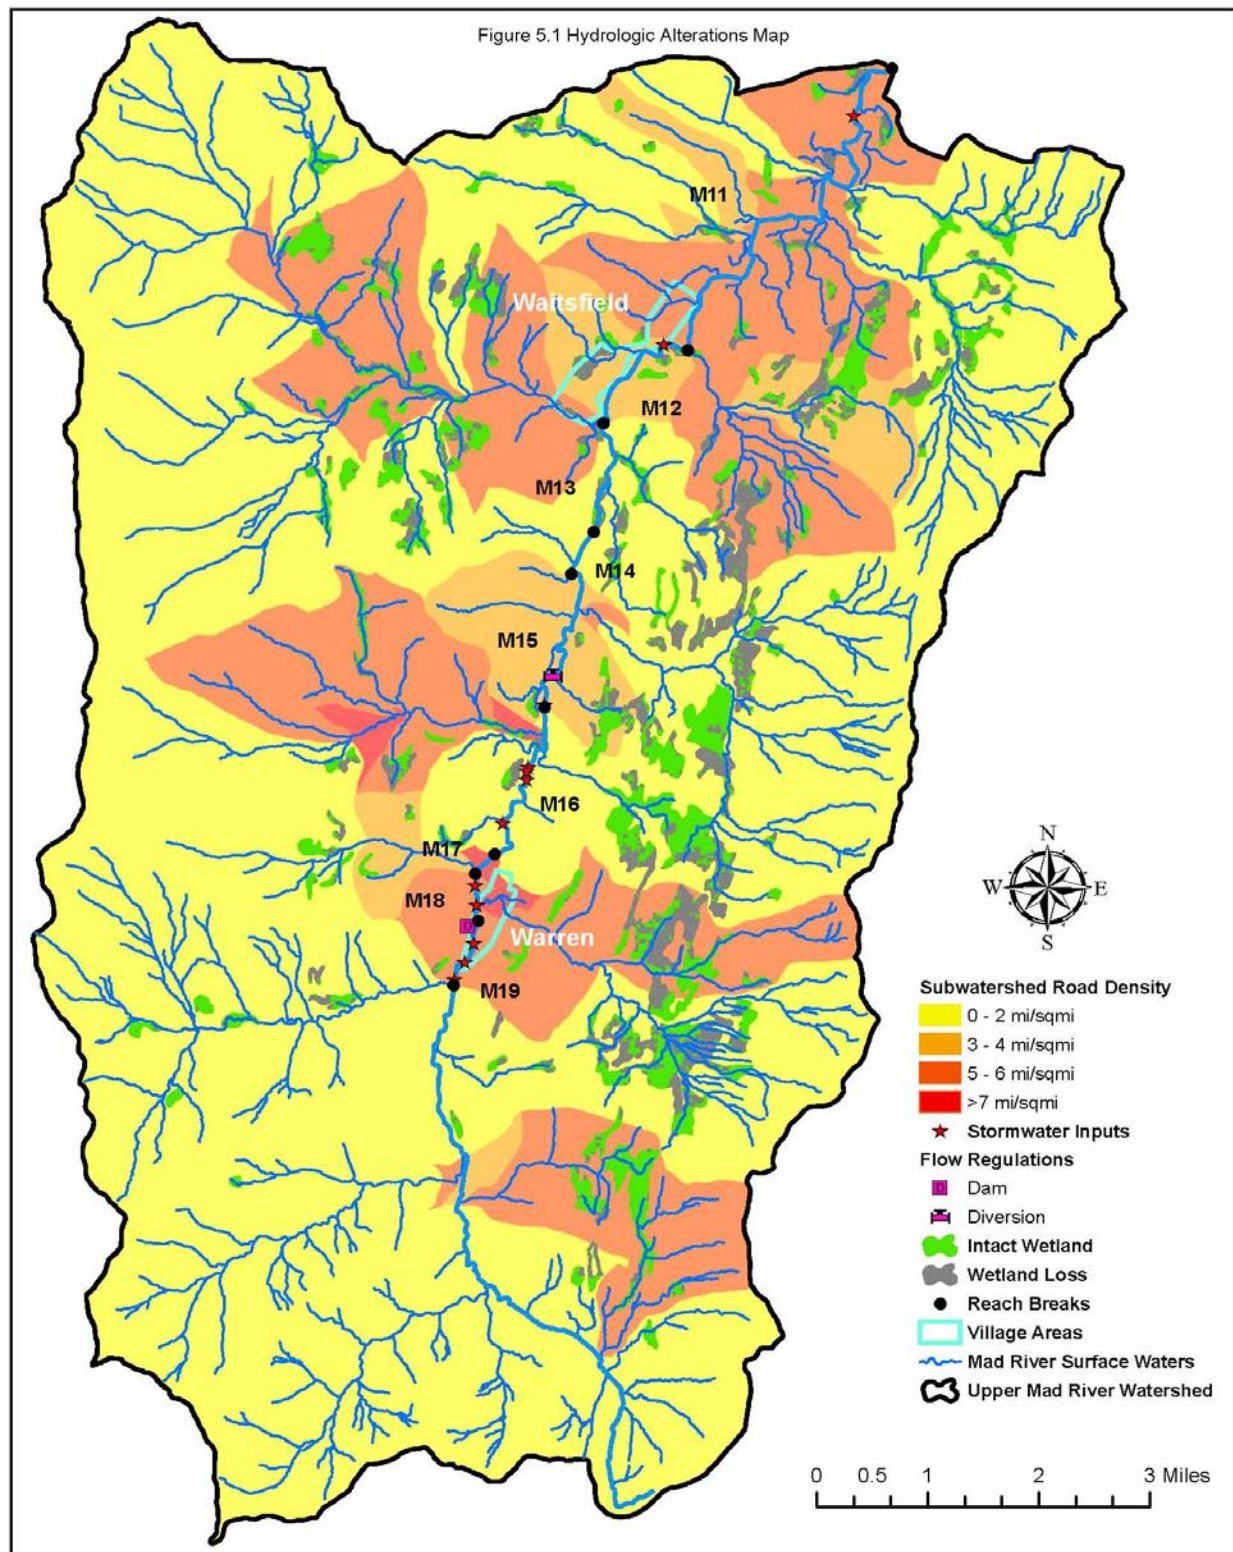 Figure 5.1 Hydrologic Alterations Map
M11
Waitsfield
M12
M13
M14
M15
M16
M17
M18
D
Warren
M19
N
W E
S
Subwatershed Road Density
0 - 2 mi/sqmi
3 - 4 mi/sqmi
5 - 6 mi/sqmi
>7 mi/sqmi
Stormwater Inputs
Flow Regulations
D Dam
Diversion
Intact Wetland
Wetland Loss
Reach Breaks
Village Areas
Mad River Surface Waters
Upper Mad River Watershed
0 0.5 1 2 3 Miles